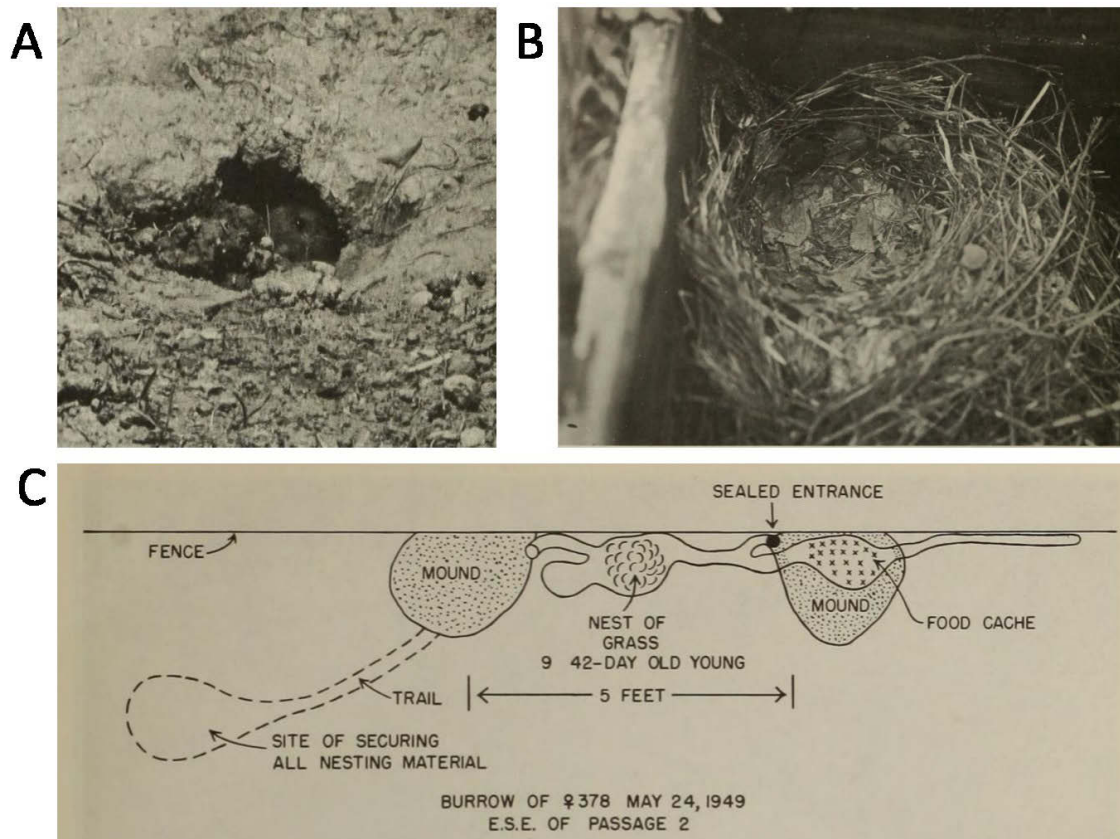 A
B
C
SEALED ENTRANCE
FENCE
MOUND
MOUND
FOOD CACHE
NEST OF
GRASS
9 42-DAY OLD YOUNG
TRAIL
5 FEET
SITE OF SECURING
ALL NESTING MATERIAL
BURROW OF ♀378 MAY 24, 1949
E.S.E. OF PASSAGE 2